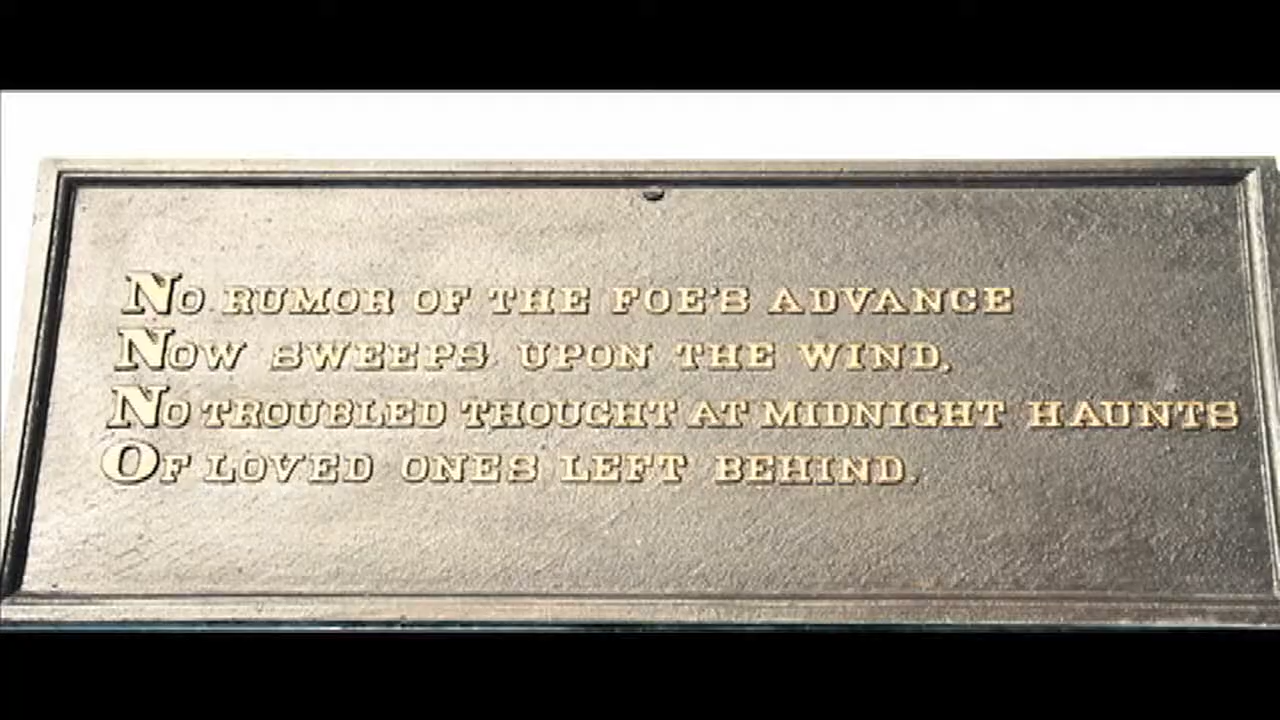 No RUMOR OF THE FOE'S ADVANCE
NOW SWEEPS UPON THE WIND,
NO TROUBLED THOUGHT AT MIDNIGHT HAUNTS
OF LOVED ONES LEFT BEHIND.